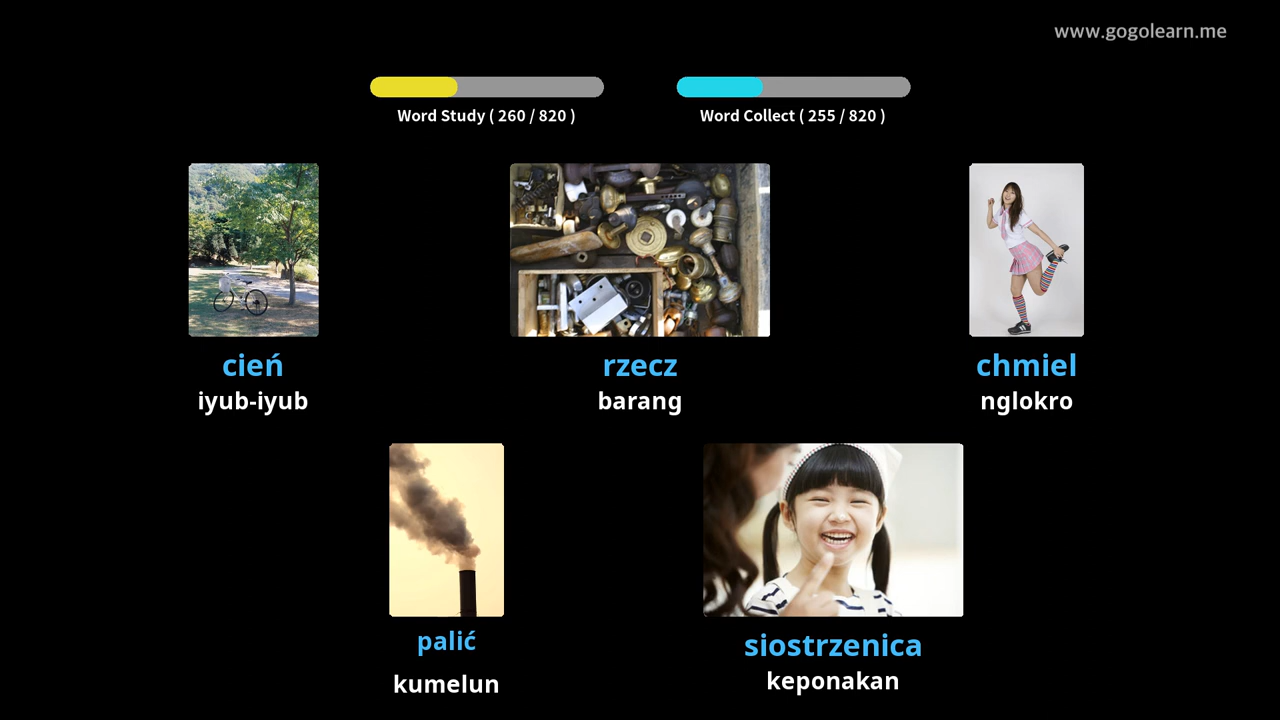 www.gogolearn.me
Word Study ( 260 / 820 )
Word Collect ( 255 / 820 )
cień
iyub-iyub
rzecz
barang
chmiel
nglokro
palić
kumelun
siostrzenica
keponakan